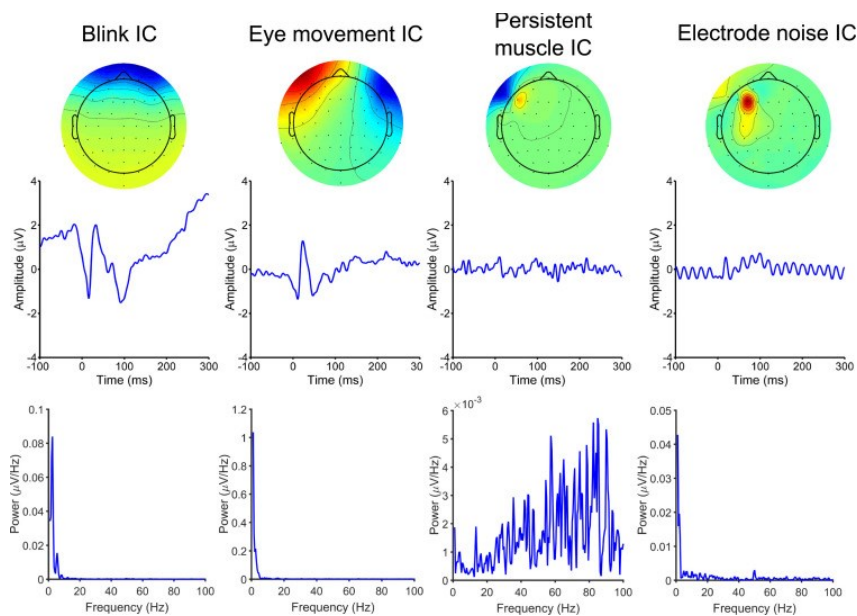 Blink IC
Eye movement IC
Persistent
muscle IC
Electrode noise IC
4
2
0
-2
-4
Amplitude (µV)
-100 0 100 200 300
Time (ms)
4
2
0
-2
-4
Amplitude (µV)
-100 0 100 200 300
Time (ms)
4
2
0
-2
-4
Amplitude (µV)
-100 0 100 200 300
Time (ms)
4
2
0
-2
-4
Amplitude (µV)
-100 0 100 200 300
Time (ms)
0.1
0.08
0.06
0.04
0.02
0
Power (µV/Hz)
0 20 40 60 80 100
Frequency (Hz)
1.2
1
0.8
0.6
0.4
0.2
0
Power (µV/Hz)
0 20 40 60 80 100
Frequency (Hz)
×10⁻³
6
5
4
3
2
1
0
Power (µV/Hz)
0 20 40 60 80 100
Frequency (Hz)
0.05
0.04
0.03
0.02
0.01
0
Power (µV/Hz)
0 20 40 60 80 100
Frequency (Hz)